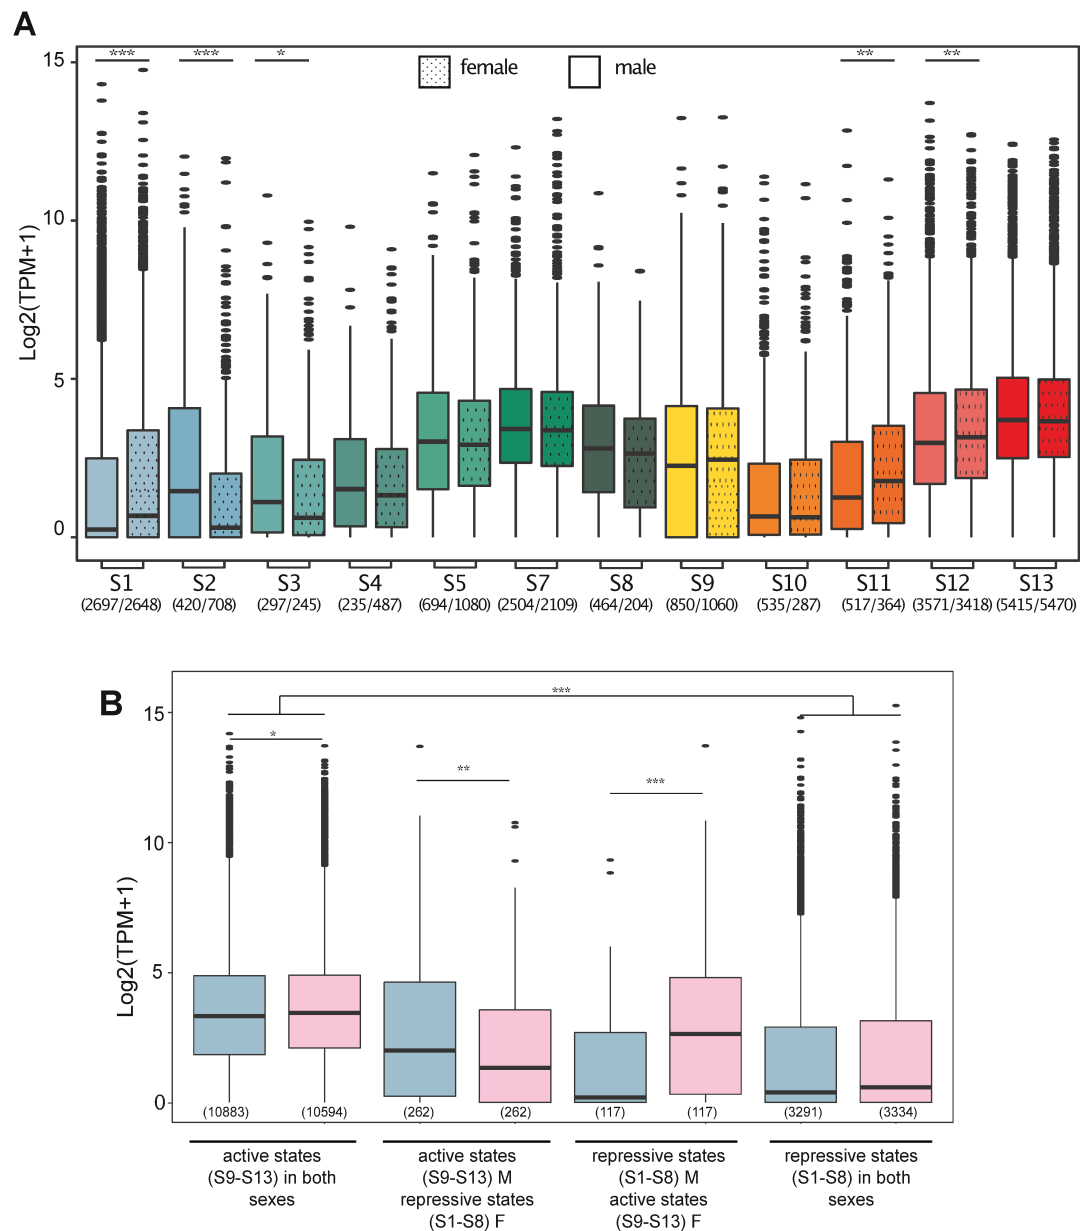 A
*** *** * ** **
female male
15
10
5
0
Log2(TPM+1)
S1 S2 S3 S4 S5 S7 S8 S9 S10 S11 S12 S13
(2697/2648) (420/708) (297/245) (235/487) (694/1080) (2504/2109) (464/204) (850/1060) (535/287) (517/364) (3571/3418) (5415/5470)
B
***
* ** ***
15
10
5
0
Log2(TPM+1)
(10883) (10594) (262) (262) (117) (117) (3291) (3334)
active states
(S9-S13) in both
sexes
active states
(S9-S13) M
repressive states
(S1-S8) F
repressive states
(S1-S8) M
active states
(S9-S13) F
repressive states
(S1-S8) in both
sexes